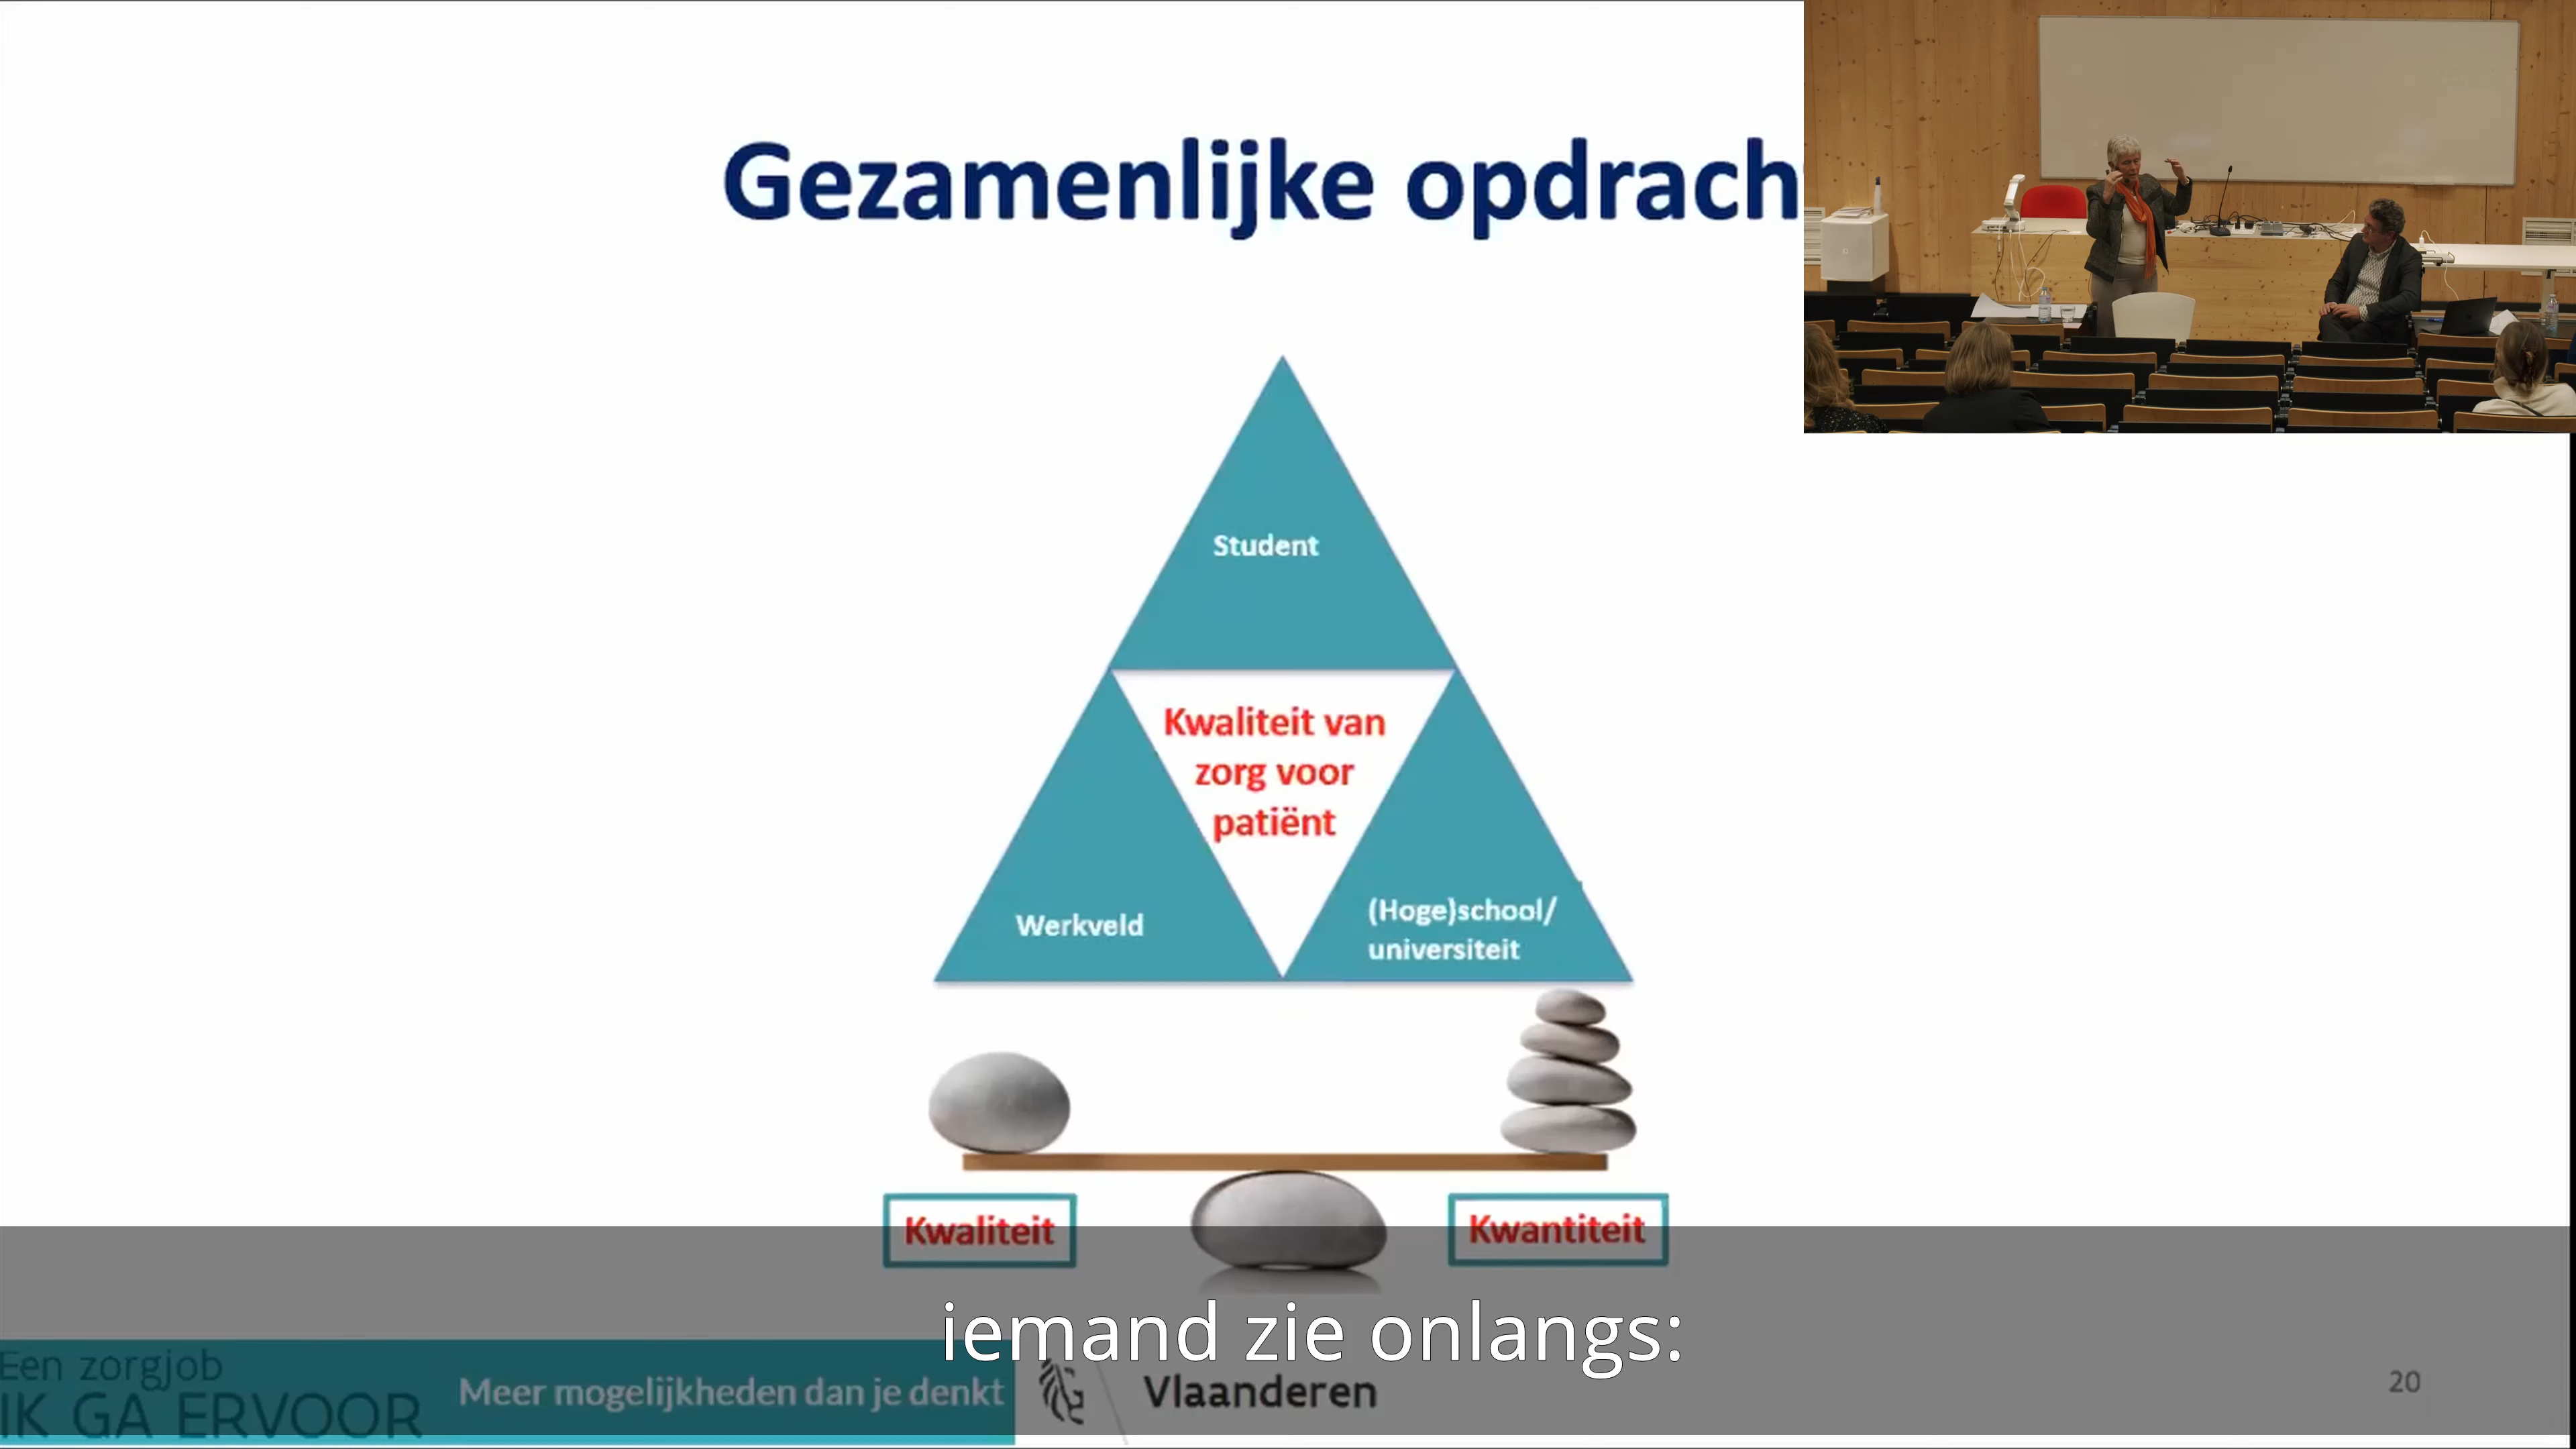 Gezamenlijke opdrach
Student
Kwaliteit van
zorg voor
patiënt
Werkveld
(Hoge)school/
universiteit
Kwaliteit
Kwantiteit
iemand zie onlangs:
Een zorgjob
IK GA ERVOOR
Meer mogelijkheden dan je denkt
Vlaanderen
20